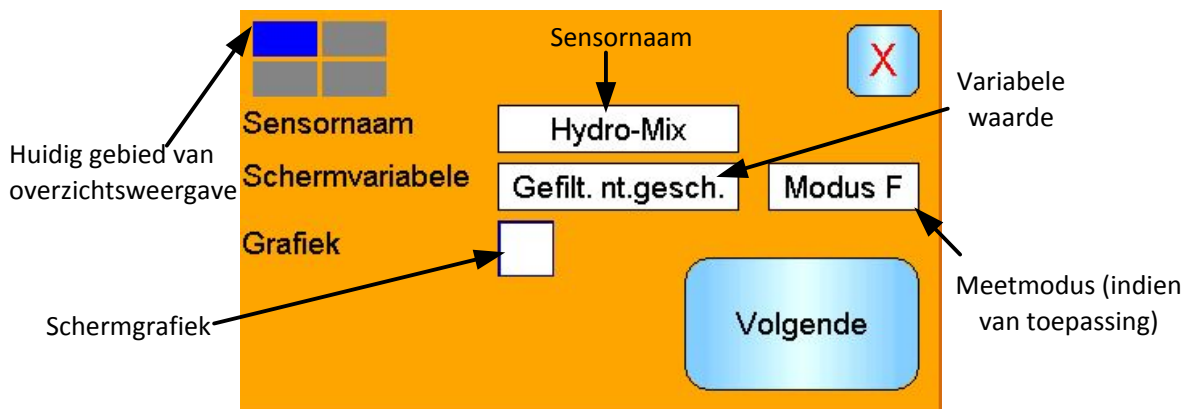 Sensornaam
X
Variabele
waarde
Sensornaam
Hydro-Mix
Huidig gebied van
overzichtsweergave
Schermvariabele
Gefilt. nt.gesch.
Modus F
Grafiek
Meetmodus (indien
van toepassing)
Schermgrafiek
Volgende